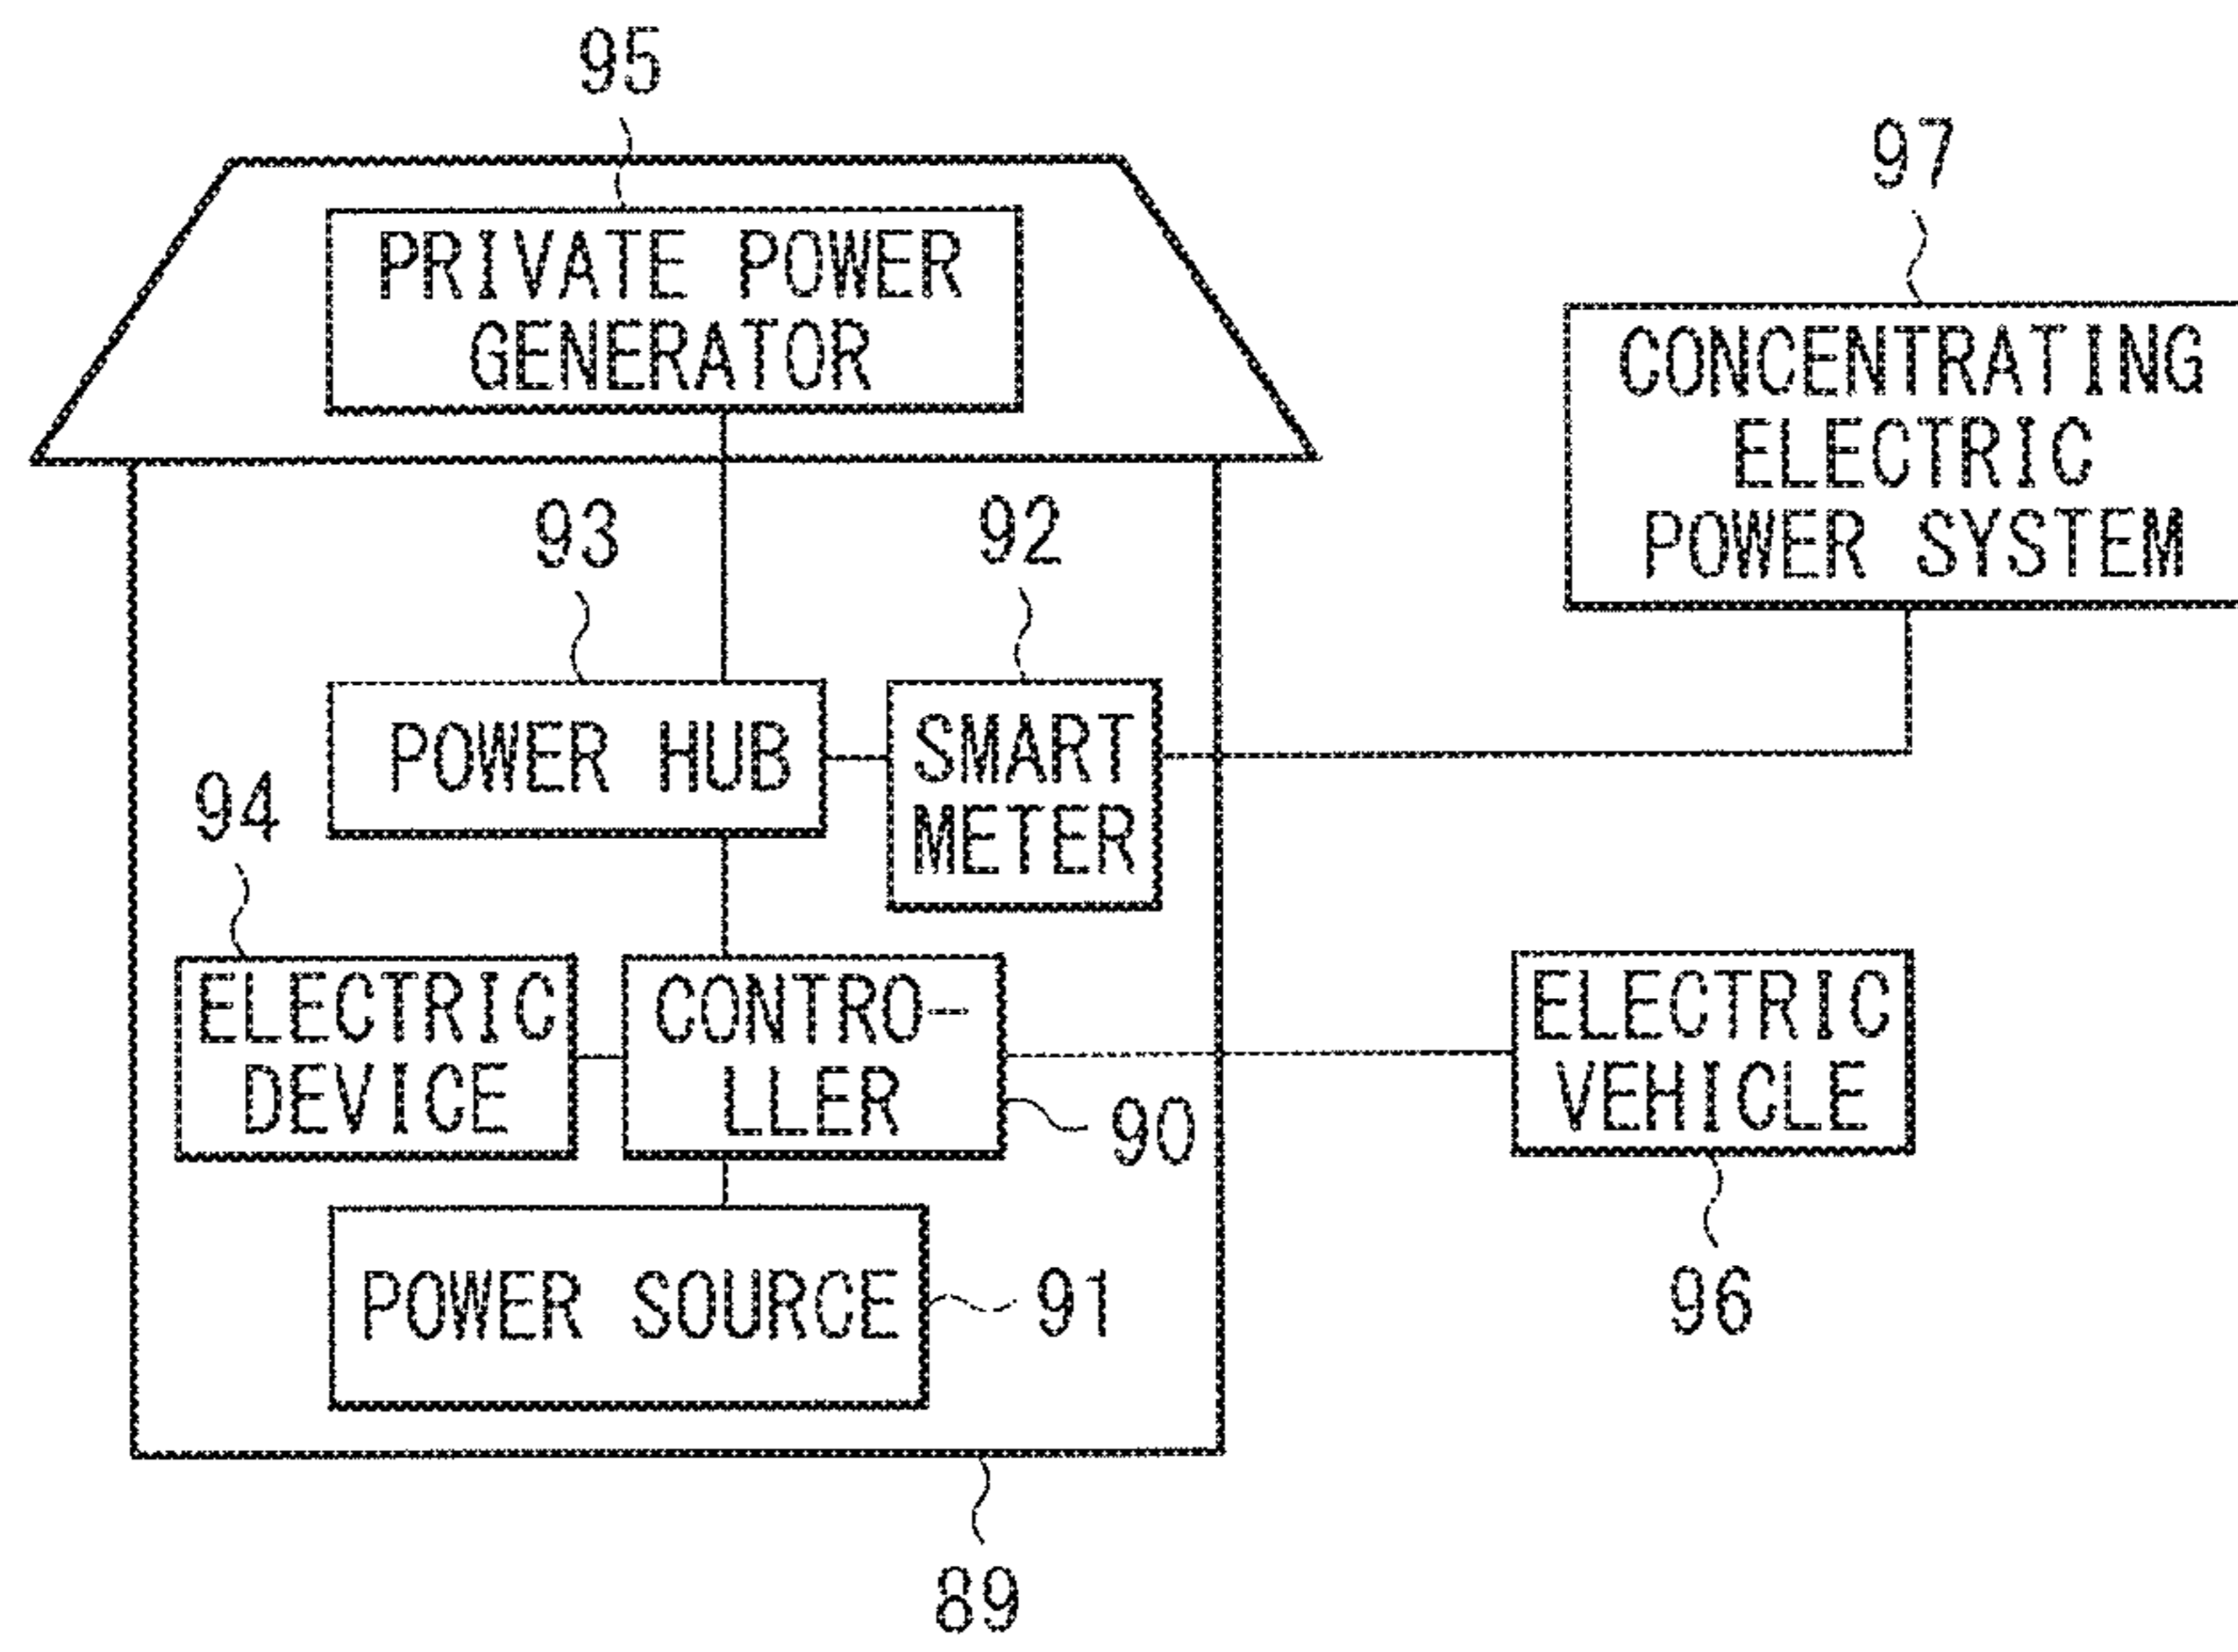 95
PRIVATE POWER
GENERATOR
97
CONCENTRATING
ELECTRIC
POWER SYSTEM
93
92
POWER HUB
SMART
METER
94
ELECTRIC
DEVICE
CONTRO-
LLER
90
ELECTRIC
VEHICLE
96
POWER SOURCE
91
89